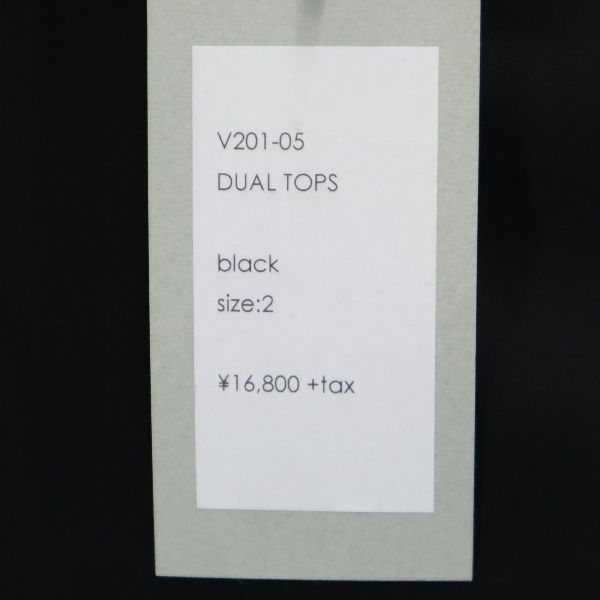 V201-05
DUAL TOPS
black
size:2
¥16,800 +tax